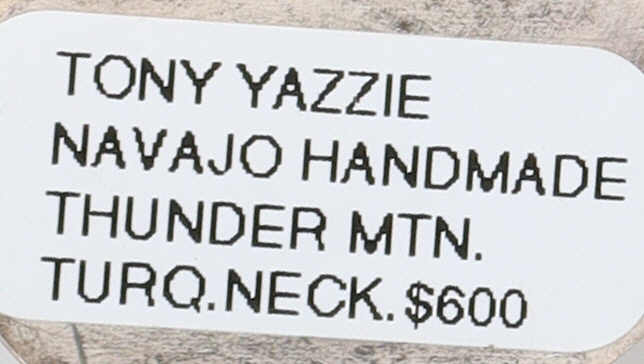 TONY YAZZIE
NAVAJO HANDMADE
THUNDER MTN.
TURQ.NECK.$600